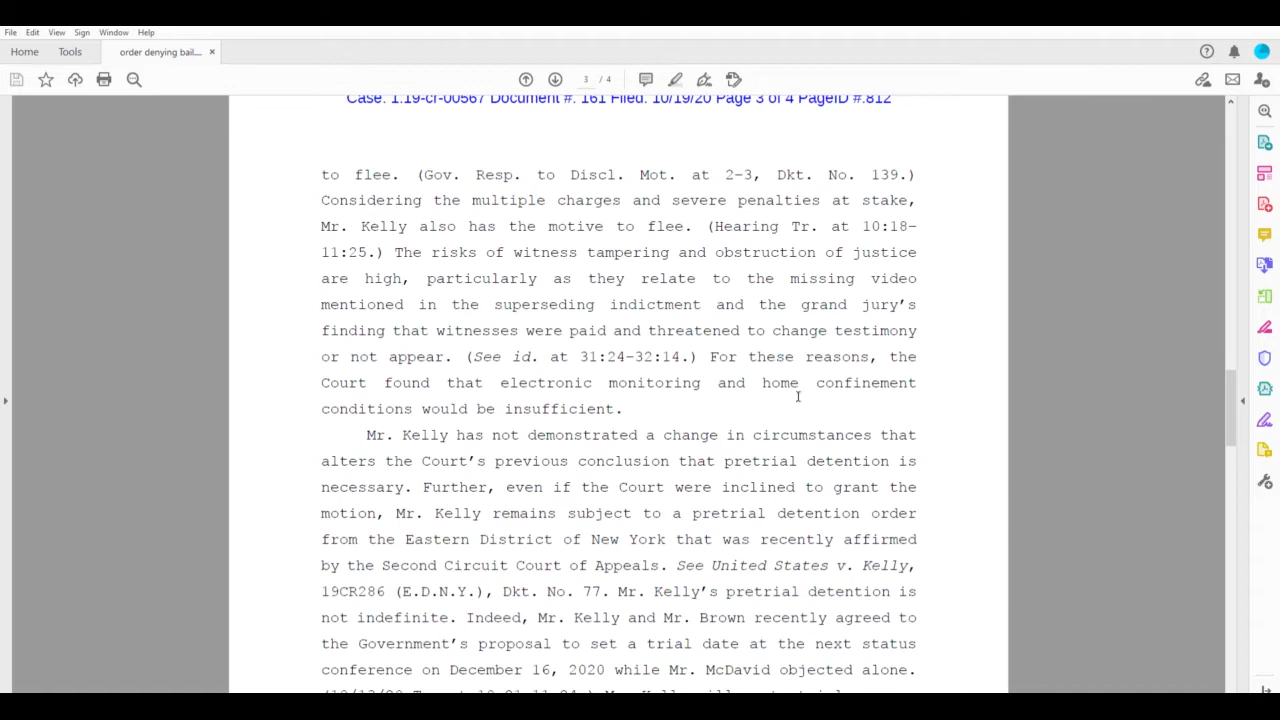 File Edit View Sign Window Help
Home Tools order denying bail... ×
3 / 4
Case: 1:19-cr-00567 Document #: 161 Filed: 10/19/20 Page 3 of 4 PageID #:812
to flee. (Gov. Resp. to Discl. Mot. at 2-3, Dkt. No. 139.)
Considering the multiple charges and severe penalties at stake,
Mr. Kelly also has the motive to flee. (Hearing Tr. at 10:18-
11:25.) The risks of witness tampering and obstruction of justice
are high, particularly as they relate to the missing video
mentioned in the superseding indictment and the grand jury's
finding that witnesses were paid and threatened to change testimony
or not appear. (See id. at 31:24-32:14.) For these reasons, the
Court found that electronic monitoring and home confinement
conditions would be insufficient.
Mr. Kelly has not demonstrated a change in circumstances that
alters the Court's previous conclusion that pretrial detention is
necessary. Further, even if the Court were inclined to grant the
motion, Mr. Kelly remains subject to a pretrial detention order
from the Eastern District of New York that was recently affirmed
by the Second Circuit Court of Appeals. See United States v. Kelly,
19CR286 (E.D.N.Y.), Dkt. No. 77. Mr. Kelly's pretrial detention is
not indefinite. Indeed, Mr. Kelly and Mr. Brown recently agreed to
the Government's proposal to set a trial date at the next status
conference on December 16, 2020 while Mr. McDavid objected alone.